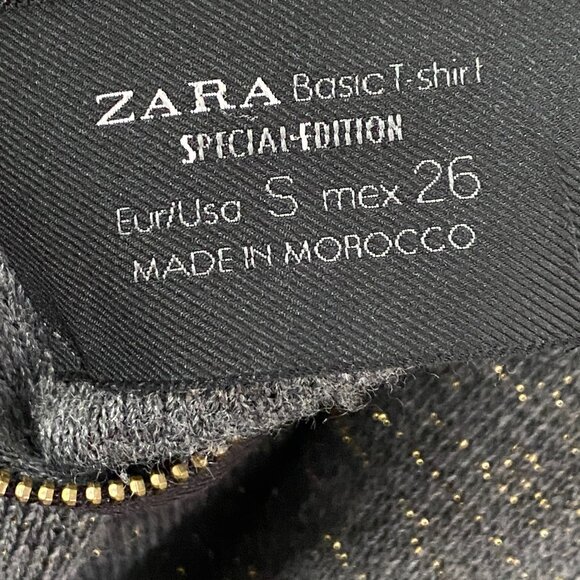 ZARA Basic T-shirt
SPECIAL-EDITION
Eur/Usa S mex 26
MADE IN MOROCCO